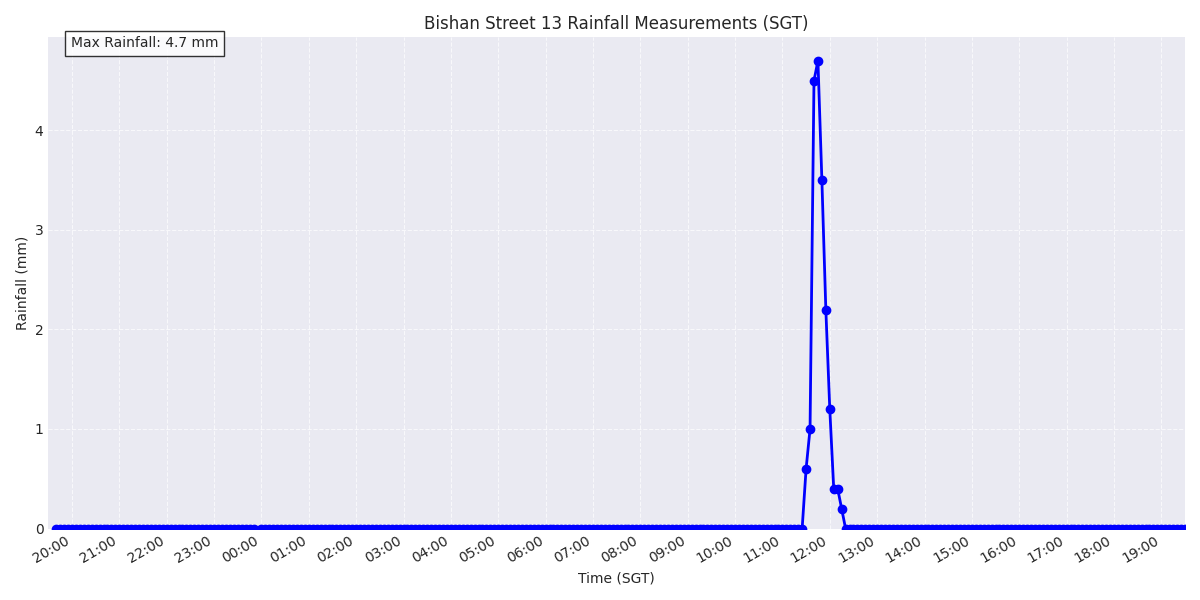 Bishan Street 13 Rainfall Measurements (SGT)
Max Rainfall: 4.7 mm
Rainfall (mm)
4
3
2
1
0
20:00 21:00 22:00 23:00 00:00 01:00 02:00 03:00 04:00 05:00 06:00 07:00 08:00 09:00 10:00 11:00 12:00 13:00 14:00 15:00 16:00 17:00 18:00 19:00
Time (SGT)